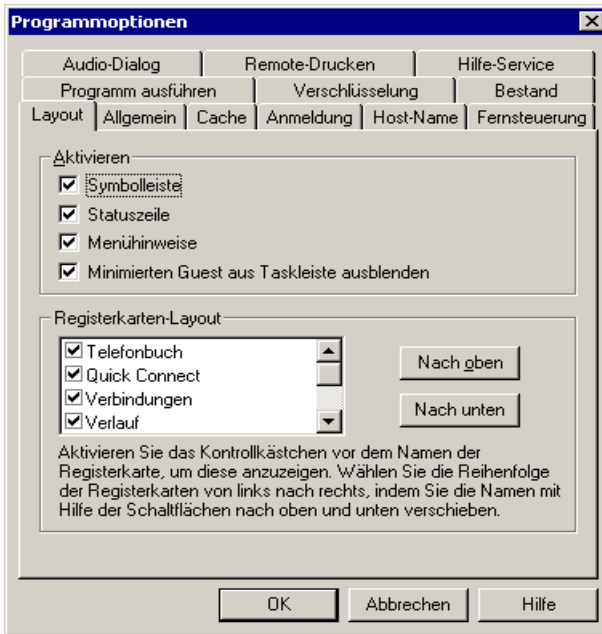 Programmoptionen
Audio-Dialog Remote-Drucken Hilfe-Service
Programm ausführen Verschlüsselung Bestand
Layout Allgemein Cache Anmeldung Host-Name Fernsteuerung
Aktivieren
Symbolleiste
Statuszeile
Menühinweise
Minimierten Guest aus Taskleiste ausblenden
Registerkarten-Layout
Telefonbuch
Quick Connect
Verbindungen
Verlauf
Nach oben
Nach unten
Aktivieren Sie das Kontrollkästchen vor dem Namen der
Registerkarte, um diese anzuzeigen. Wählen Sie die Reihenfolge
der Registerkarten von links nach rechts, indem Sie die Namen mit
Hilfe der Schaltflächen nach oben und unten verschieben.
OK Abbrechen Hilfe